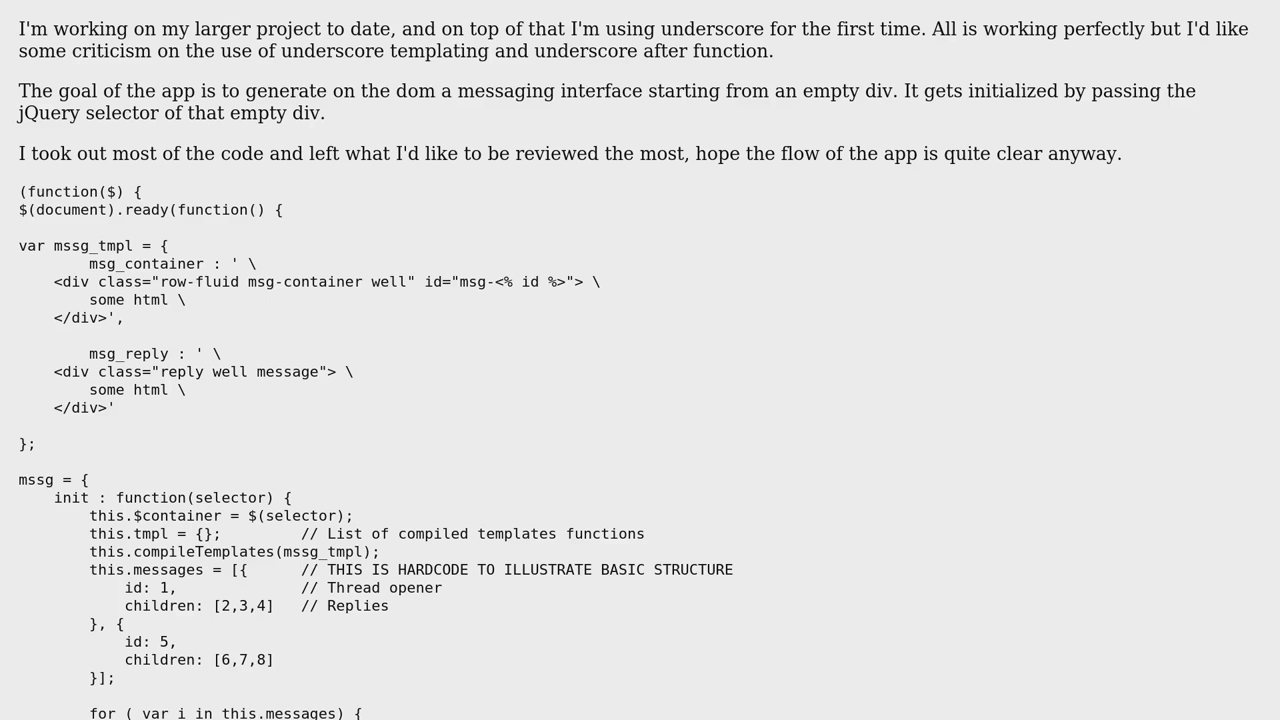 I'm working on my larger project to date, and on top of that I'm using underscore for the first time. All is working perfectly but I'd like
some criticism on the use of underscore templating and underscore after function.
The goal of the app is to generate on the dom a messaging interface starting from an empty div. It gets initialized by passing the
jQuery selector of that empty div.
I took out most of the code and left what I'd like to be reviewed the most, hope the flow of the app is quite clear anyway.
(function($) {
$(document).ready(function() {
var mssg_tmpl = {
        msg_container : ' \
    <div class="row-fluid msg-container well" id="msg-<% id %>"> \
        some html \
    </div>',
        msg_reply : ' \
    <div class="reply well message"> \
        some html \
    </div>'
};
mssg = {
    init : function(selector) {
        this.$container = $(selector);
        this.tmpl = {};         // List of compiled templates functions
        this.compileTemplates(mssg_tmpl);
        this.messages = [{      // THIS IS HARDCODE TO ILLUSTRATE BASIC STRUCTURE
            id: 1,              // Thread opener
            children: [2,3,4]   // Replies
        }, {
            id: 5,
            children: [6,7,8]
        }];
        for ( var i in this.messages) {